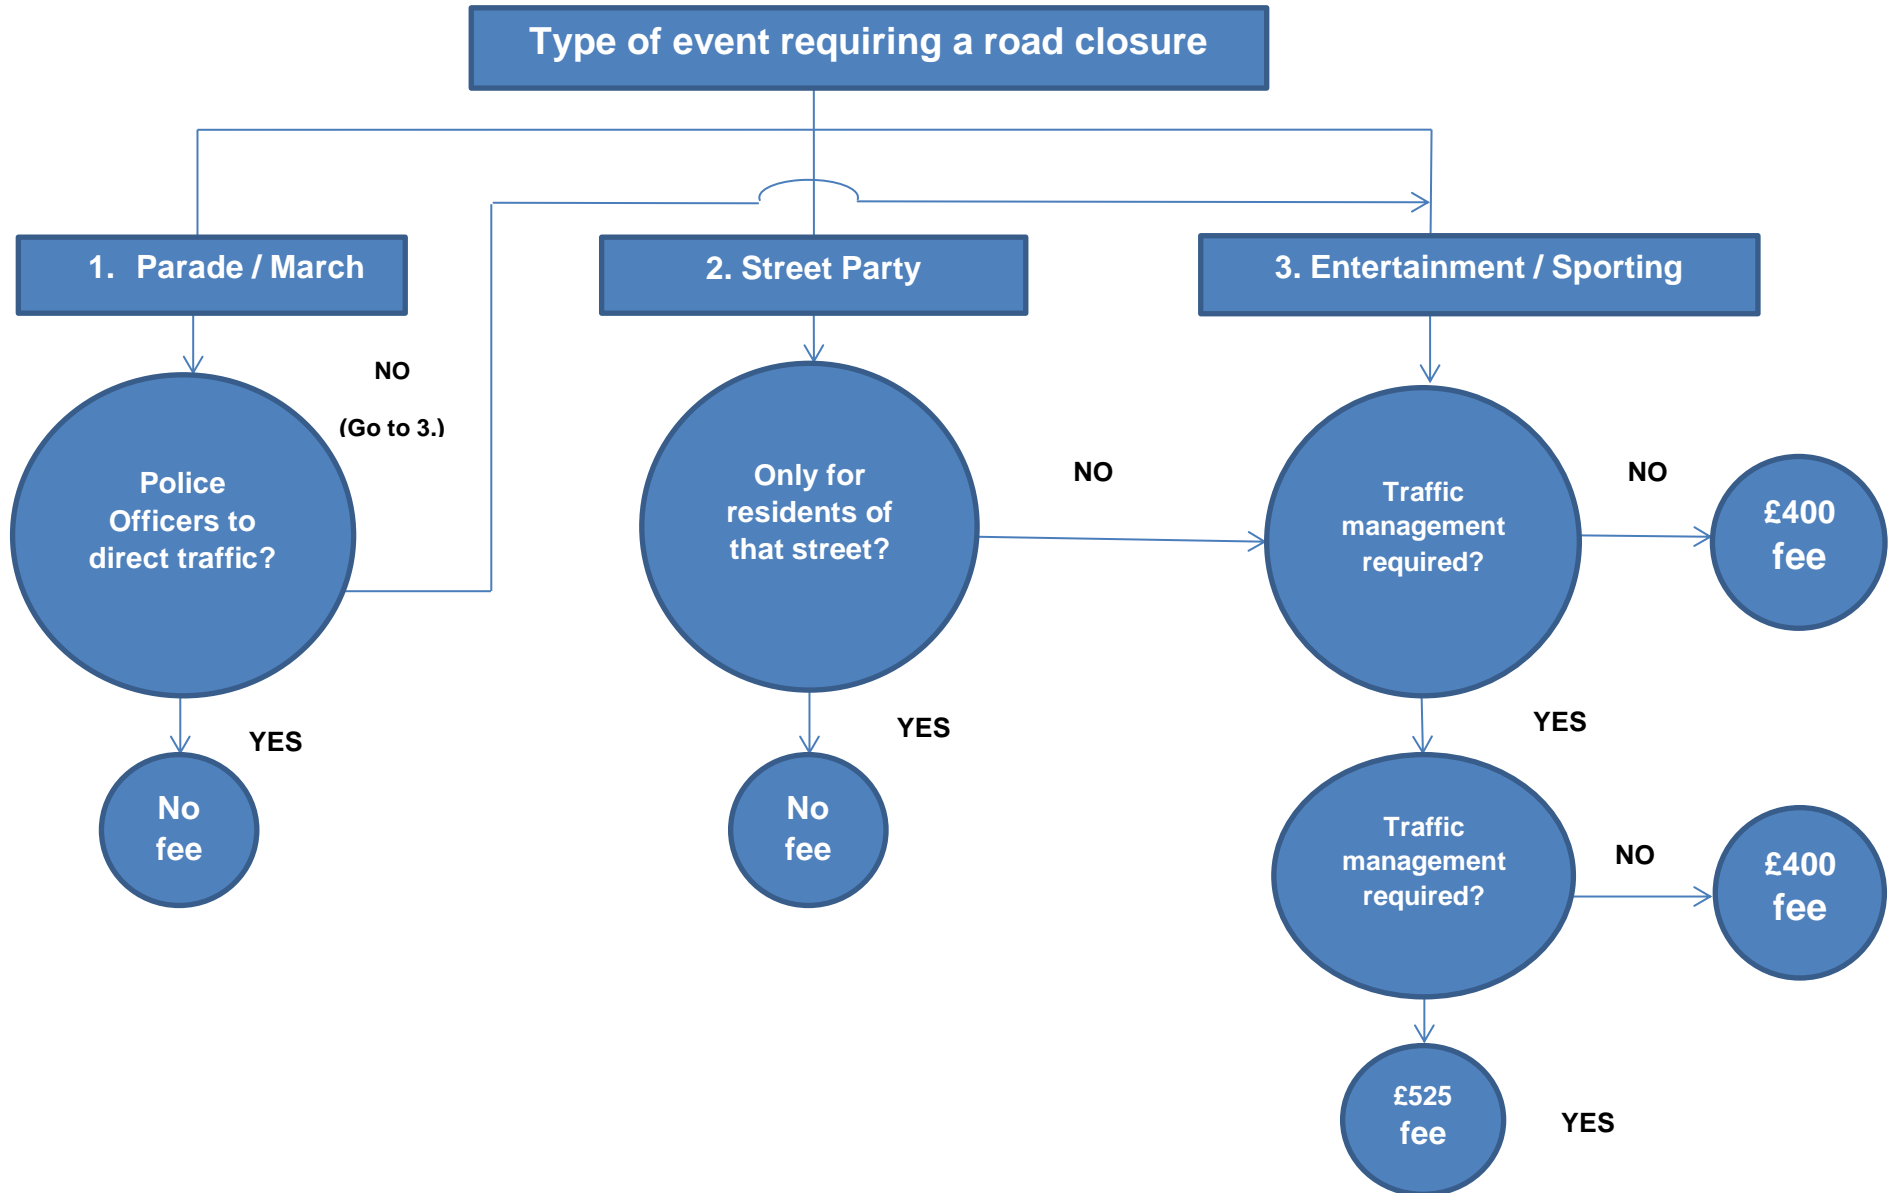 Type of event requiring a road closure
1. Parade / March
2. Street Party
3. Entertainment / Sporting
NO
(Go to 3.)
Police
Officers to
direct traffic?
Only for
residents of
that street?
NO
Traffic
management
required?
NO
£400
fee
YES
No
fee
YES
No
fee
YES
Traffic
management
required?
NO
£400
fee
£525
fee
YES